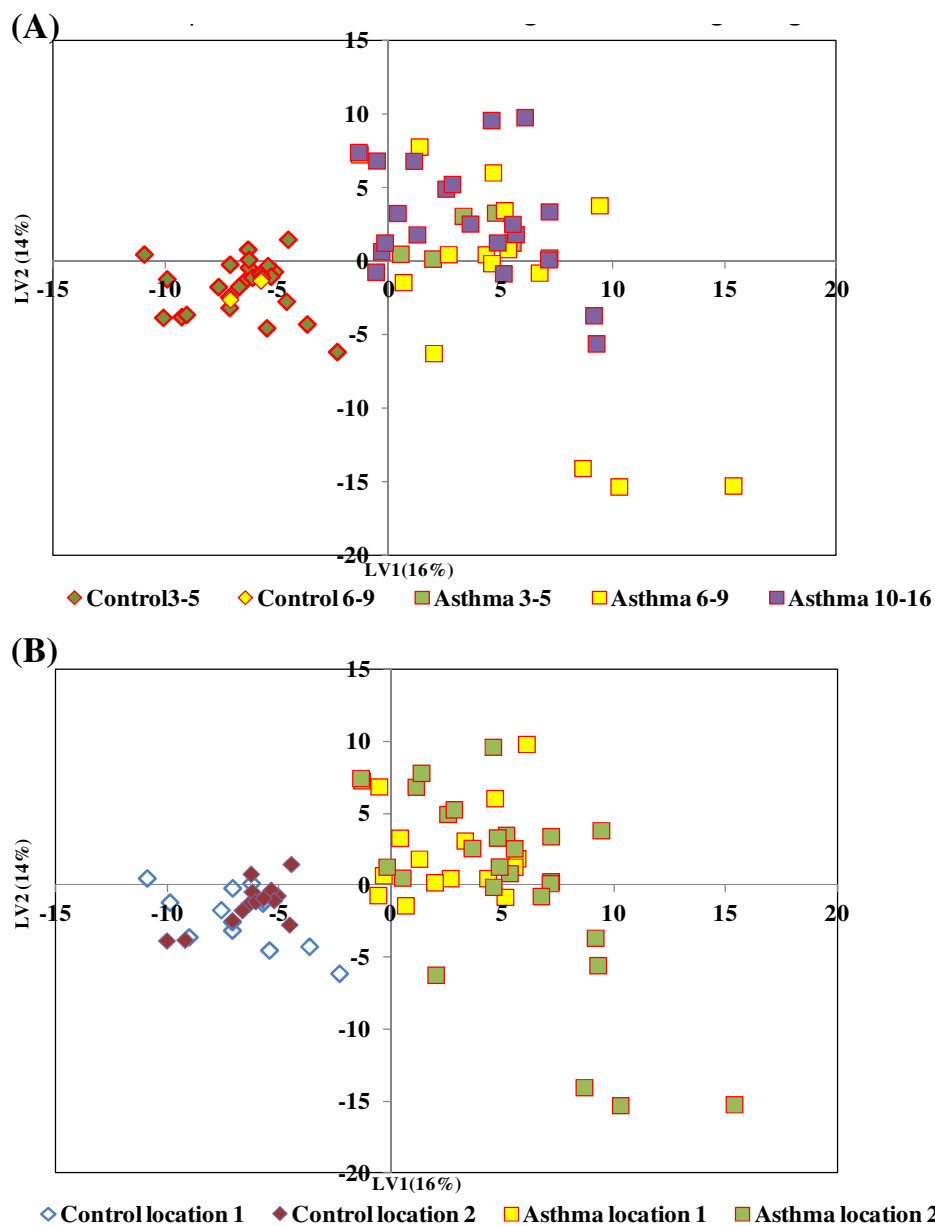 (A)
15
10
5
0
-5
-10
-15
-20
-15
-10
-5
0
5
10
15
20
LV2 (14%)
LV1(16%)
Control3-5
Control 6-9
Asthma 3-5
Asthma 6-9
Asthma 10-16
(B)
15
10
5
0
-5
-10
-15
-20
-15
-10
-5
0
5
10
15
20
LV2 (14%)
LV1(16%)
Control location 1
Control location 2
Asthma location 1
Asthma location 2